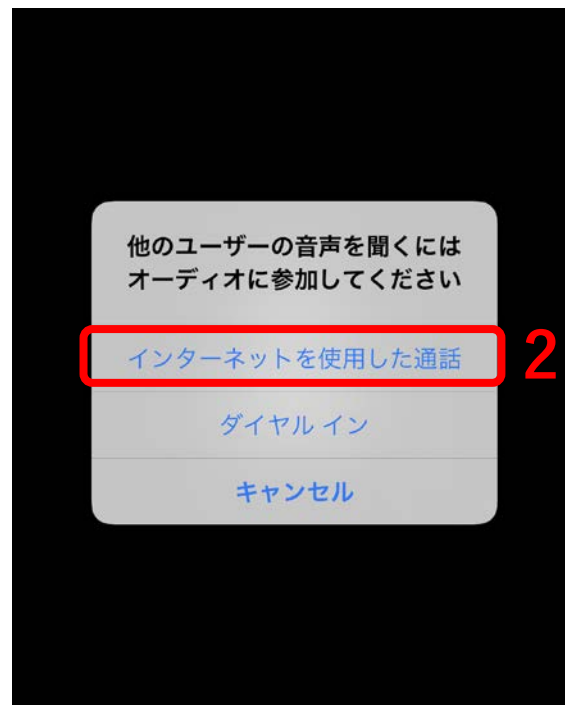 他のユーザーの音声を聞くには
オーディオに参加してください
インターネットを使用した通話
2
ダイヤル イン
キャンセル